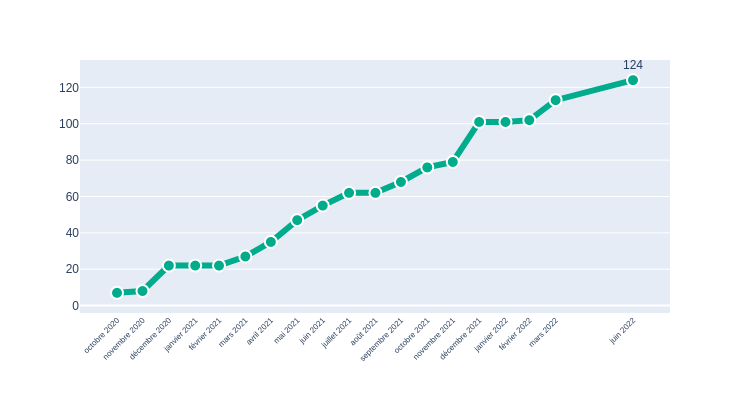 124
120
100
80
60
40
20
0
octobre 2020
novembre 2020
décembre 2020
janvier 2021
février 2021
mars 2021
avril 2021
mai 2021
juin 2021
juillet 2021
août 2021
septembre 2021
octobre 2021
novembre 2021
décembre 2021
janvier 2022
février 2022
mars 2022
juin 2022